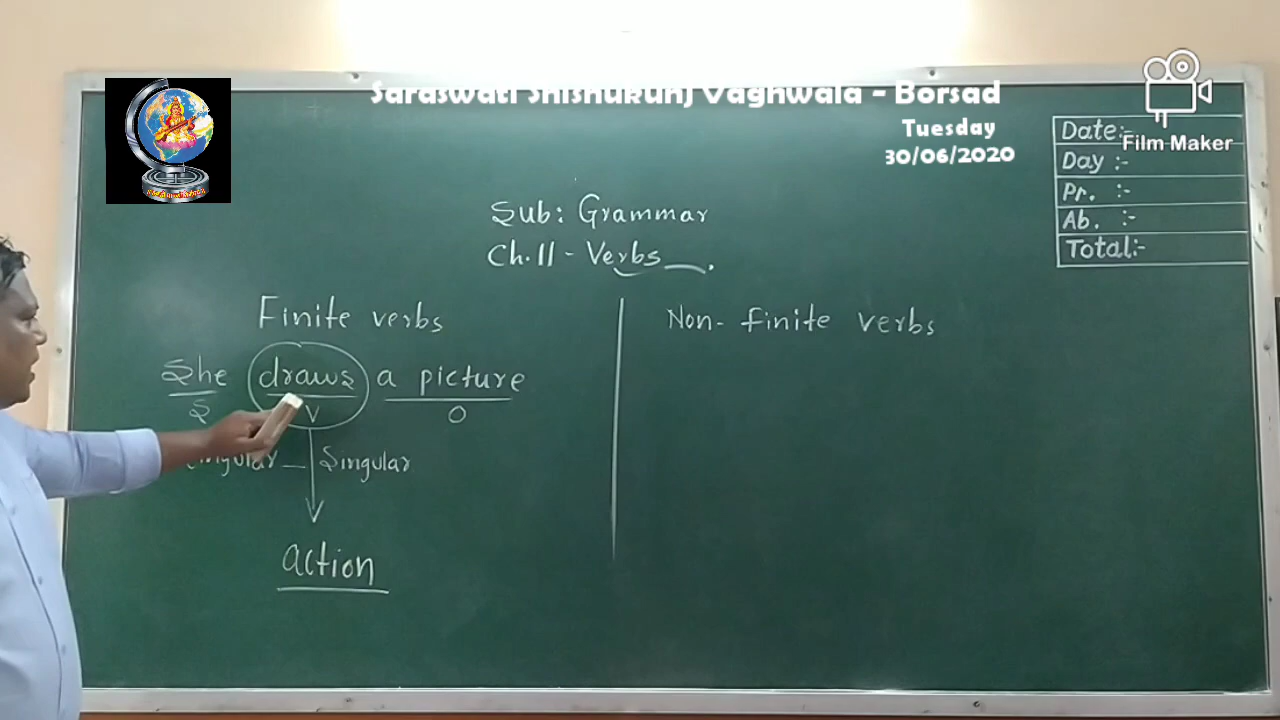 Saraswati Shishukunj Vaghwala - Borsad
Tuesday
30/06/2020
Film Maker
Date:-
Day :-
Pr. :-
Ab. :-
Total:-
Sub: Grammar
Ch.11 - Verbs
Finite verbs
She draws a picture
S V O
Singular
action
Non-finite verbs